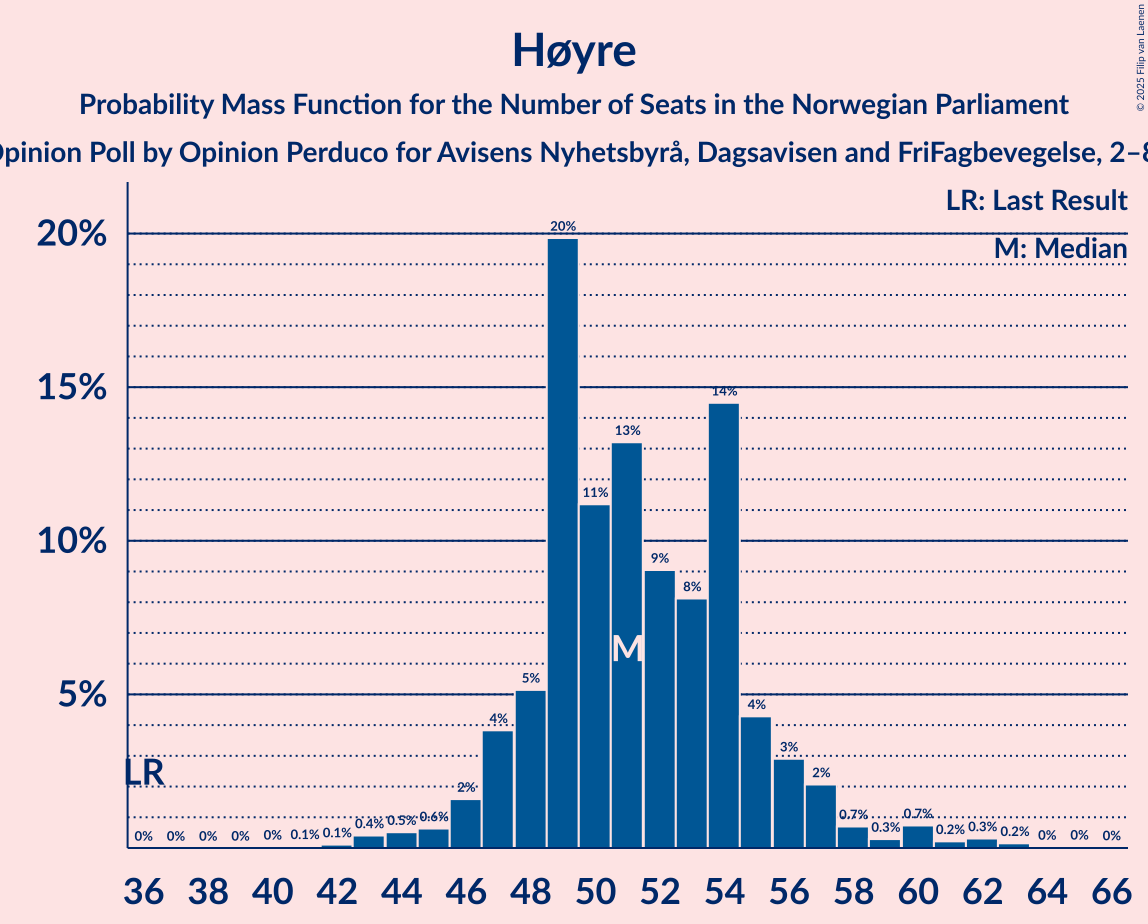 Høyre
Probability Mass Function for the Number of Seats in the Norwegian Parliament
Opinion Poll by Opinion Perduco for Avisens Nyhetsbyrå, Dagsavisen and FriFagbevegelse, 2–8
© 2025 Filip van Laenen
LR: Last Result
M: Median
20%
15%
10%
5%
20%
14%
13%
11%
9%
8%
M
5%
4%
4%
3%
2%
2%
LR
0% 0% 0% 0% 0% 0.1% 0.1% 0.4% 0.5% 0.6% 0.7% 0.3% 0.7% 0.2% 0.3% 0.2% 0% 0% 0%
36 38 40 42 44 46 48 50 52 54 56 58 60 62 64 66